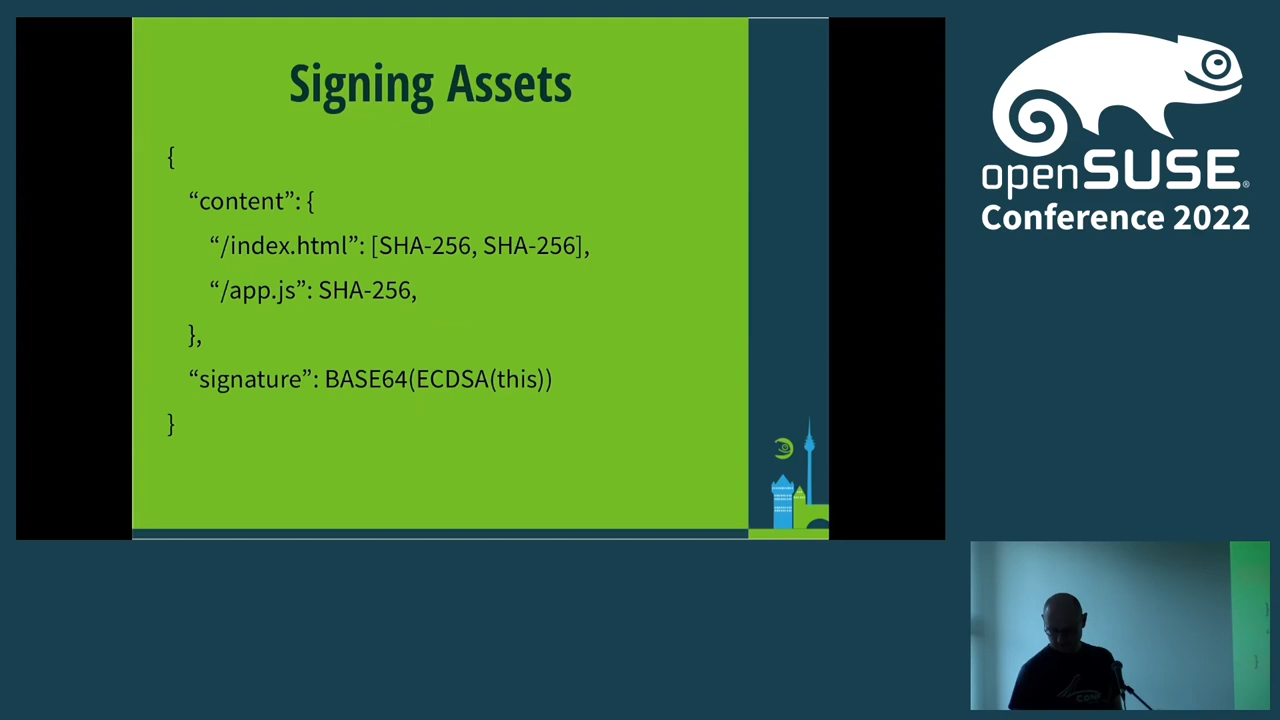 Signing Assets
{
“content”: {
“/index.html”: [SHA-256, SHA-256],
“/app.js”: SHA-256,
},
“signature”: BASE64(ECDSA(this))
}
openSUSE®
Conference 2022
CONF